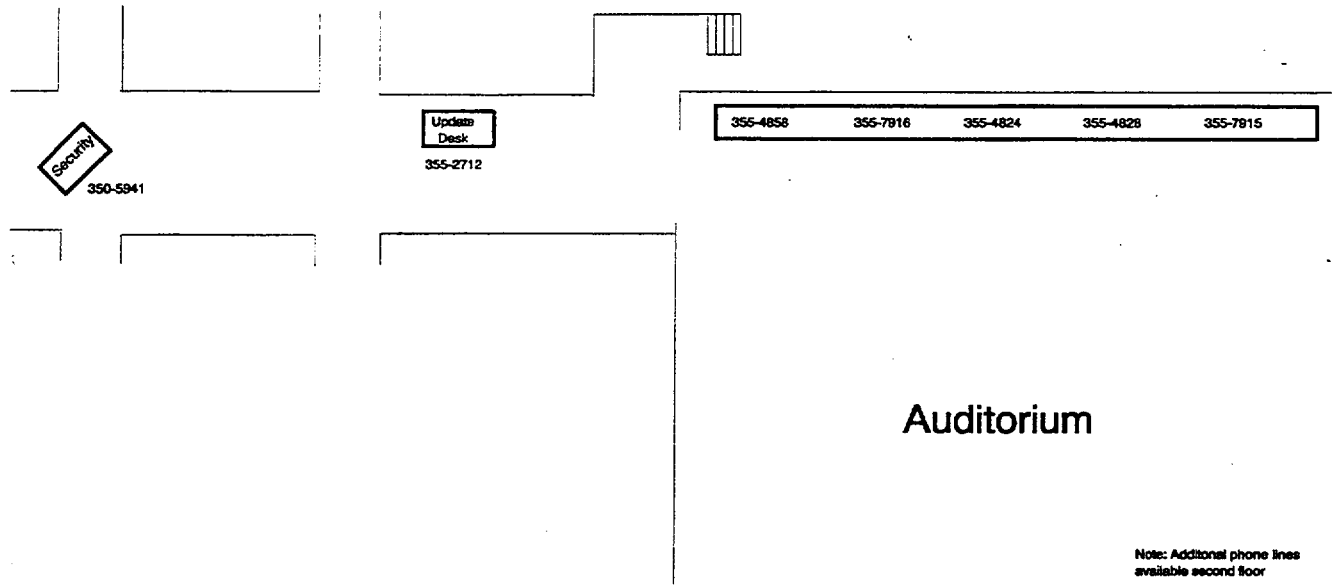 Update
Desk
355-4858 355-7916 355-4824 355-4828 355-7915
Security
355-2712
350-5941
Auditorium
Note: Additonal phone lines
available second floor